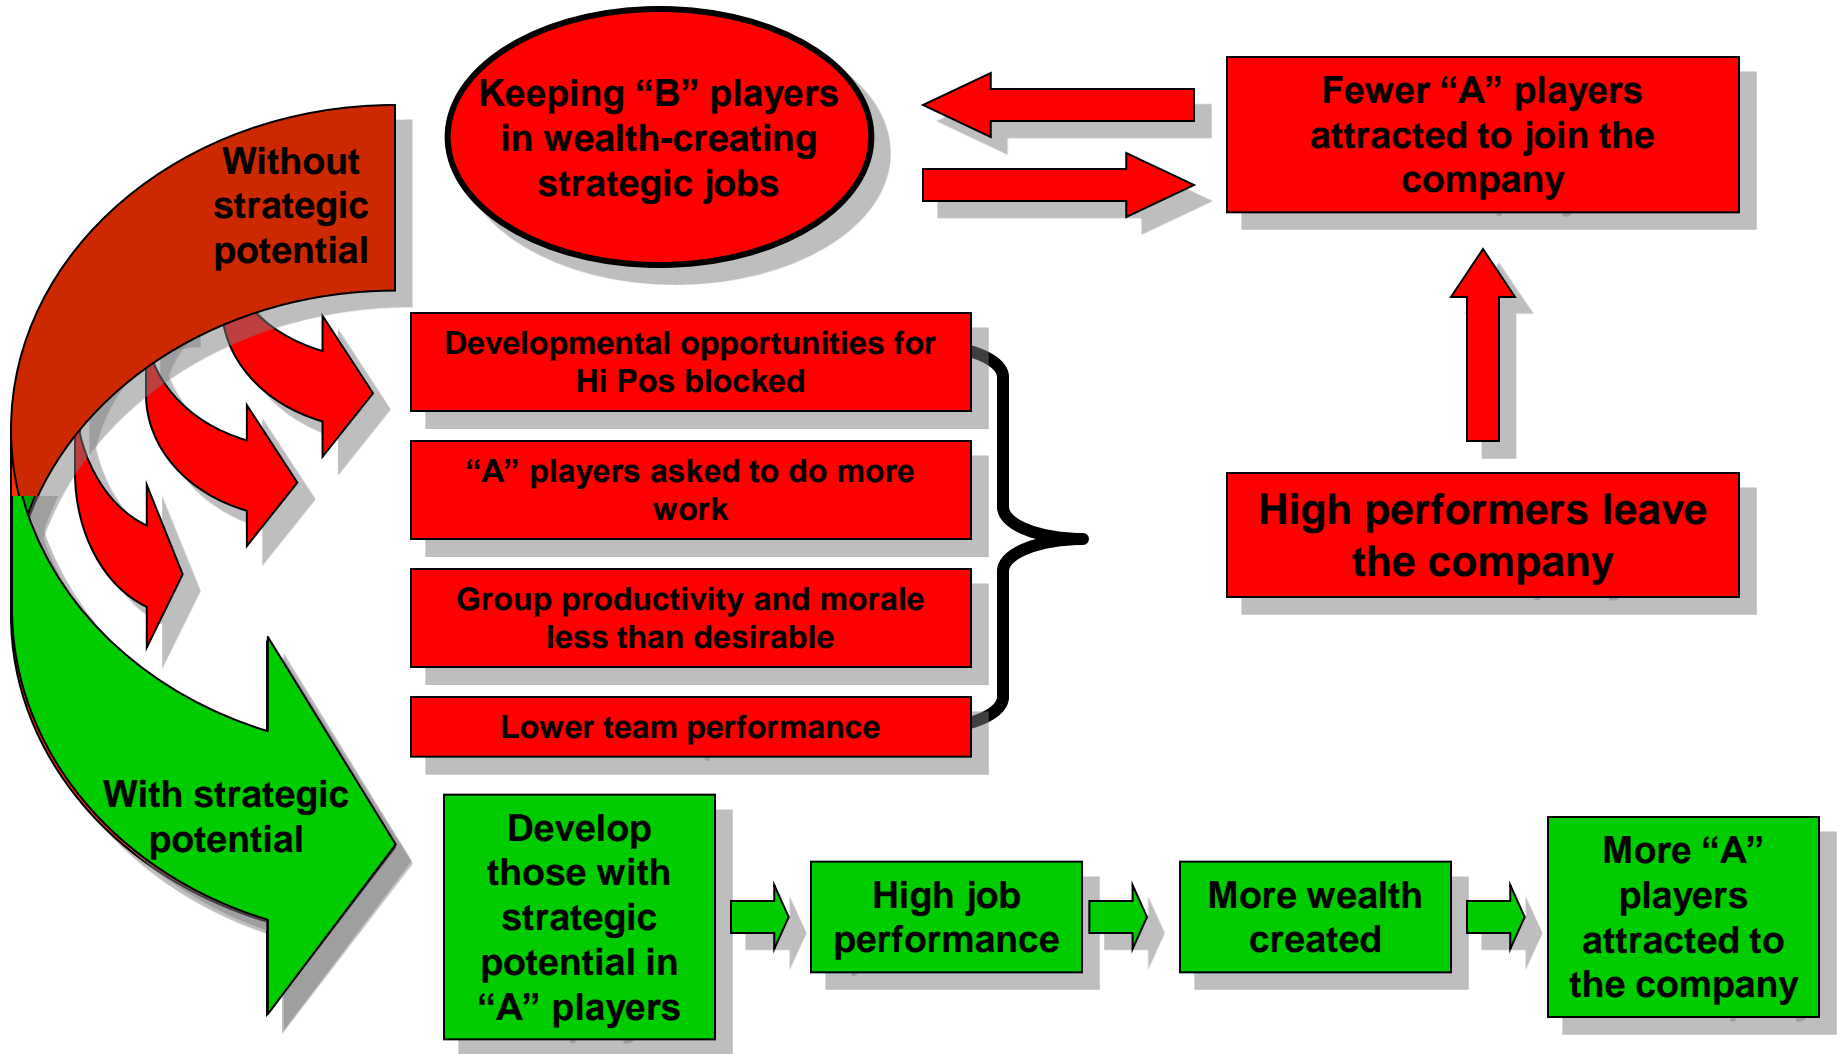 Keeping “B” players
in wealth-creating
strategic jobs
Fewer “A” players
attracted to join the
company
Without
strategic
potential
Developmental opportunities for
Hi Pos blocked
“A” players asked to do more
work
Group productivity and morale
less than desirable
Lower team performance
High performers leave
the company
With strategic
potential
Develop
those with
strategic
potential in
“A” players
High job
performance
More wealth
created
More “A”
players
attracted to
the company